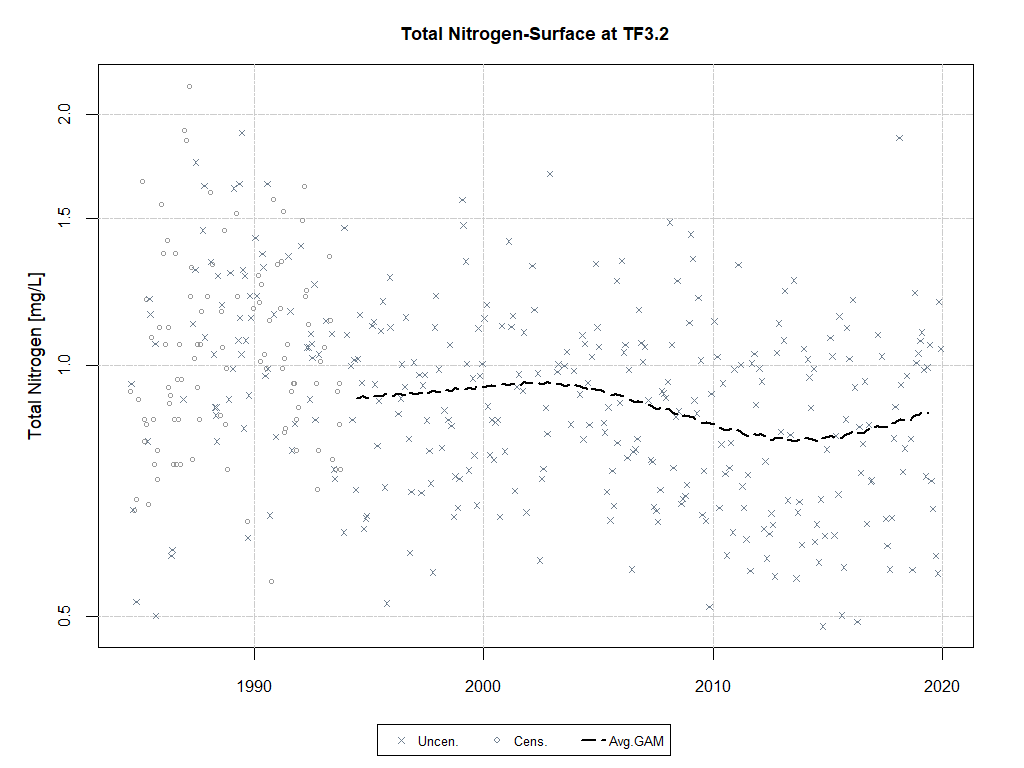 Total Nitrogen-Surface at TF3.2
Total Nitrogen [mg/L]
2.0
1.5
1.0
0.5
1990 2000 2010 2020
Uncen. Cens. Avg.GAM